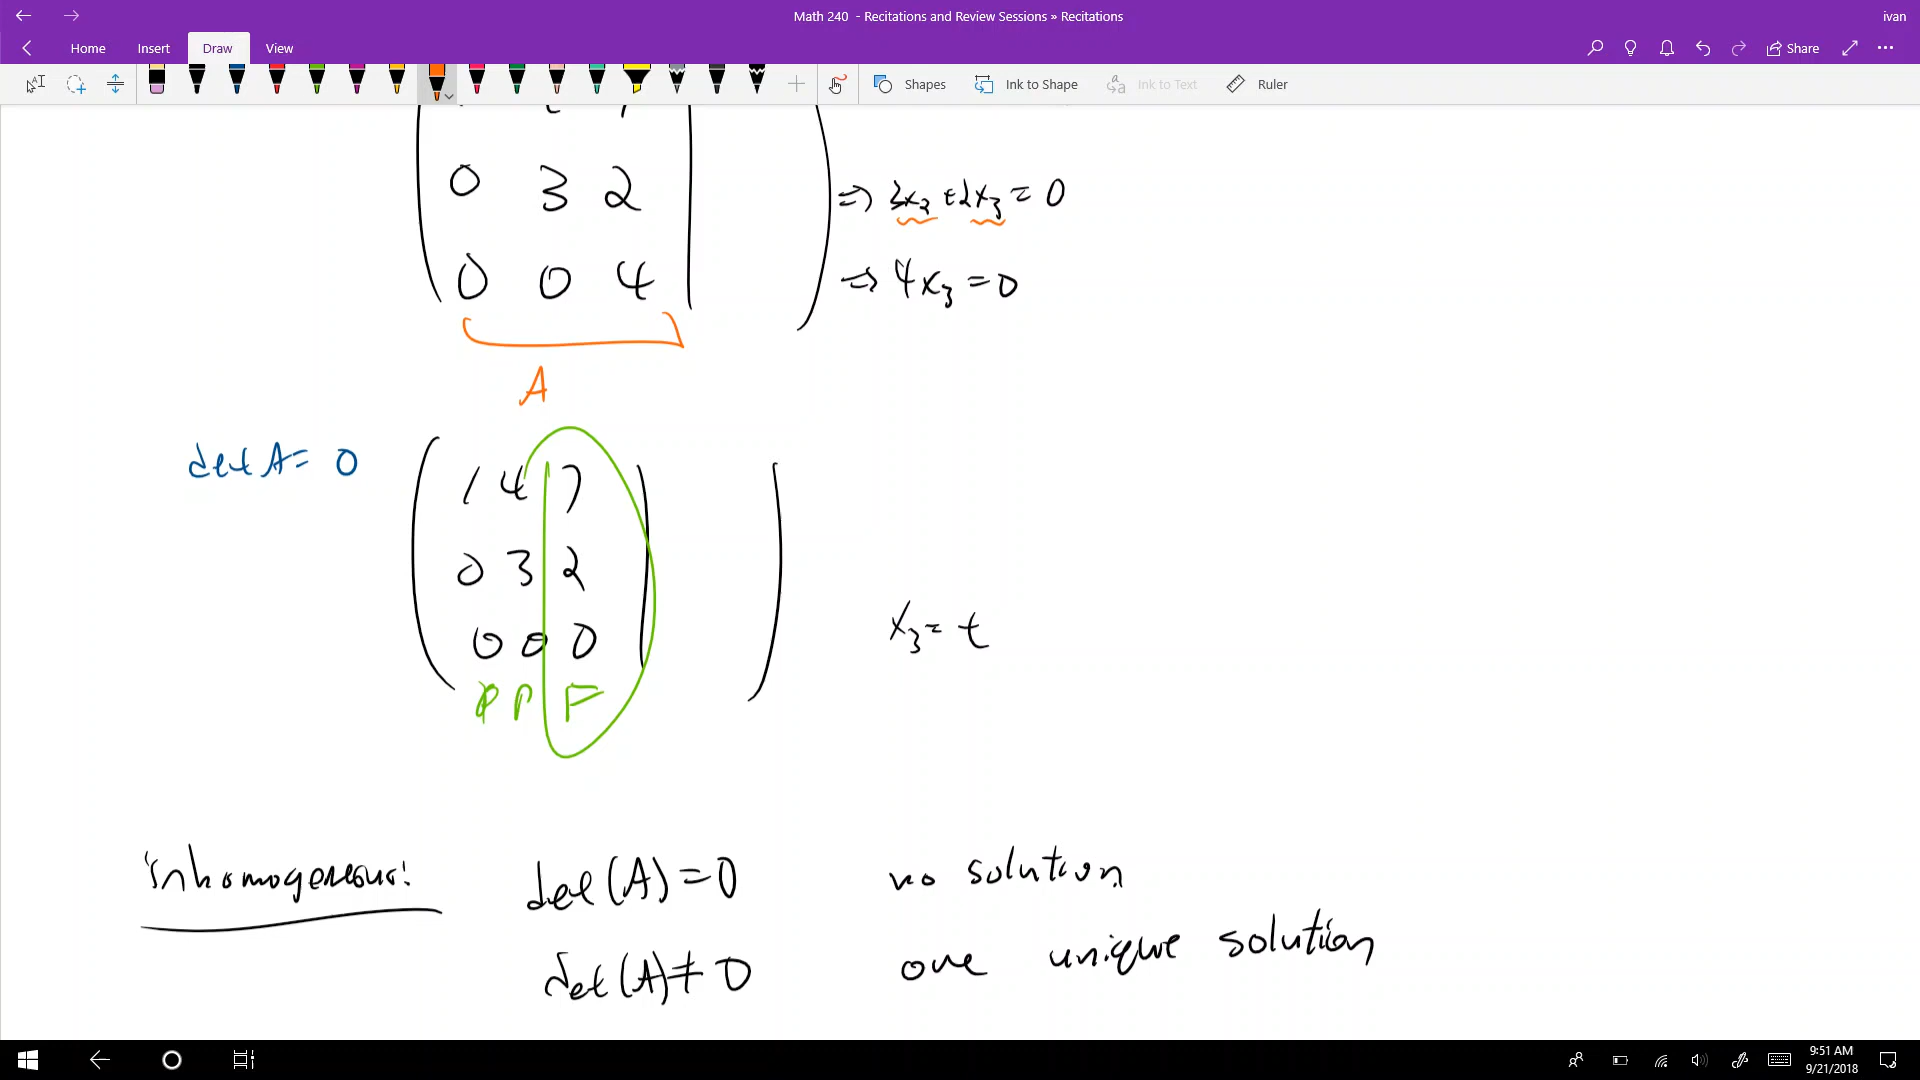 Math 240 - Recitations and Review Sessions » Recitations
ivan
Home Insert Draw View
Share
Shapes Ink to Shape Ink to Text Ruler
0 3 2 => 3x2 + 2x3 = 0
0 0 4 => 4x3 = 0
A
det A = 0
1 4 7
0 3 2
0 0 0
x3 = t
P P F
inhomogeneous: det(A) = 0 no solution
det(A) ≠ 0 one unique solution
9:51 AM
9/21/2018